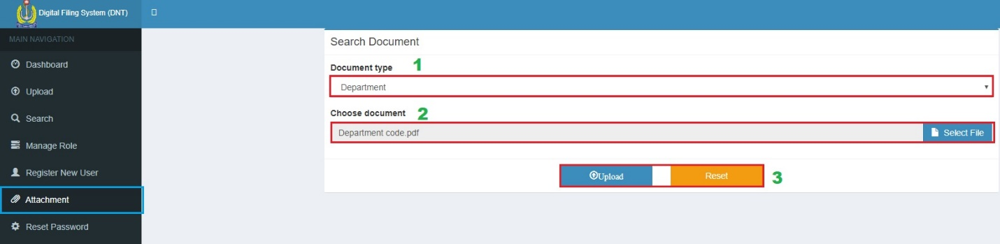 Digital Filing System (DNT)
MAIN NAVIGATION
Dashboard
Upload
Search
Manage Role
Register New User
Attachment
Reset Password
Search Document
Document type 1
Department
Choose document 2
Department code.pdf Select File
Upload Reset 3